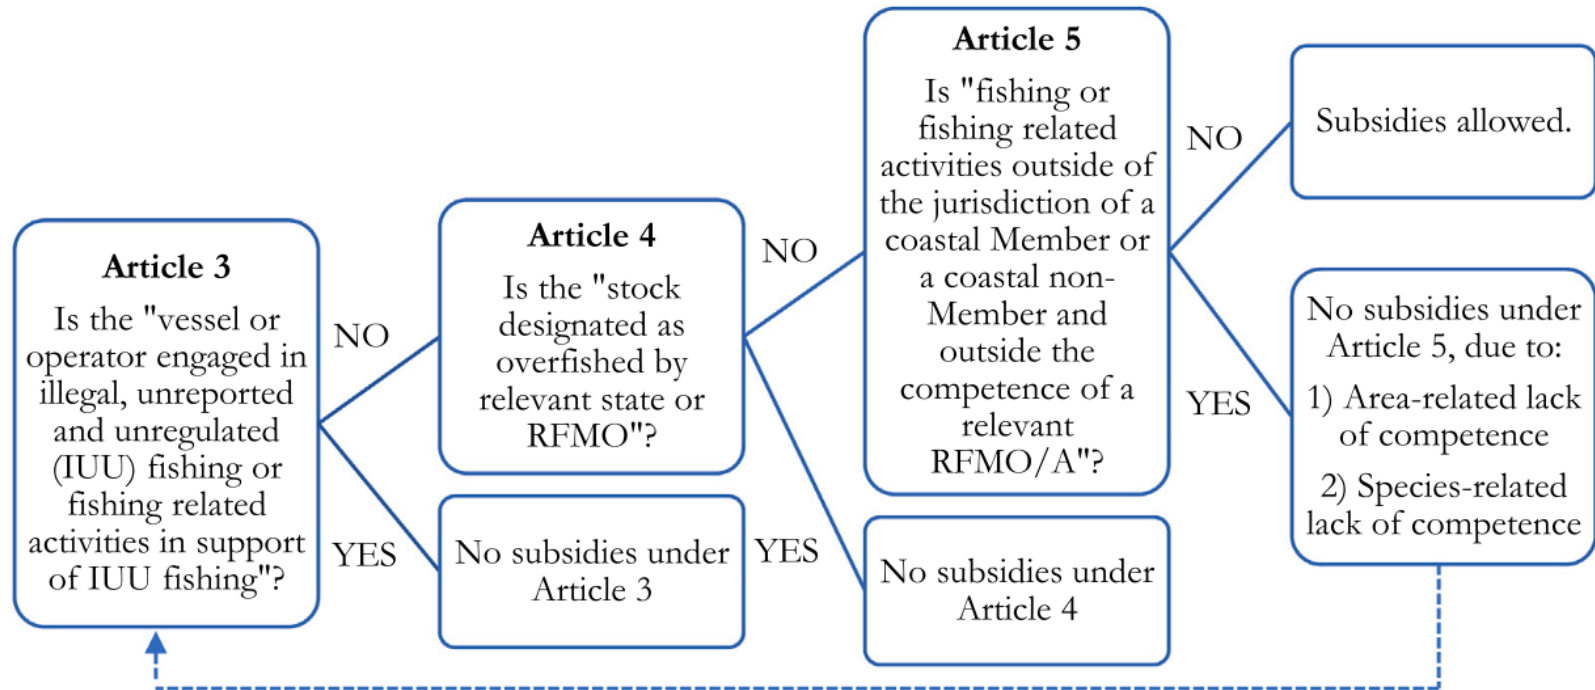 Article 3
Is the "vessel or
operator engaged in
illegal, unreported
and unregulated
(IUU) fishing or
fishing related
activities in support
of IUU fishing"?
NO
YES
Article 4
Is the "stock
designated as
overfished by
relevant state or
RFMO"?
No subsidies under
Article 3
NO
YES
Article 5
Is "fishing or
fishing related
activities outside of
the jurisdiction of a
coastal Member or
a coastal non-
Member and
outside the
competence of a
relevant
RFMO/A"?
No subsidies under
Article 4
NO
YES
Subsidies allowed.
No subsidies under
Article 5, due to:
1) Area-related lack
of competence
2) Species-related
lack of competence